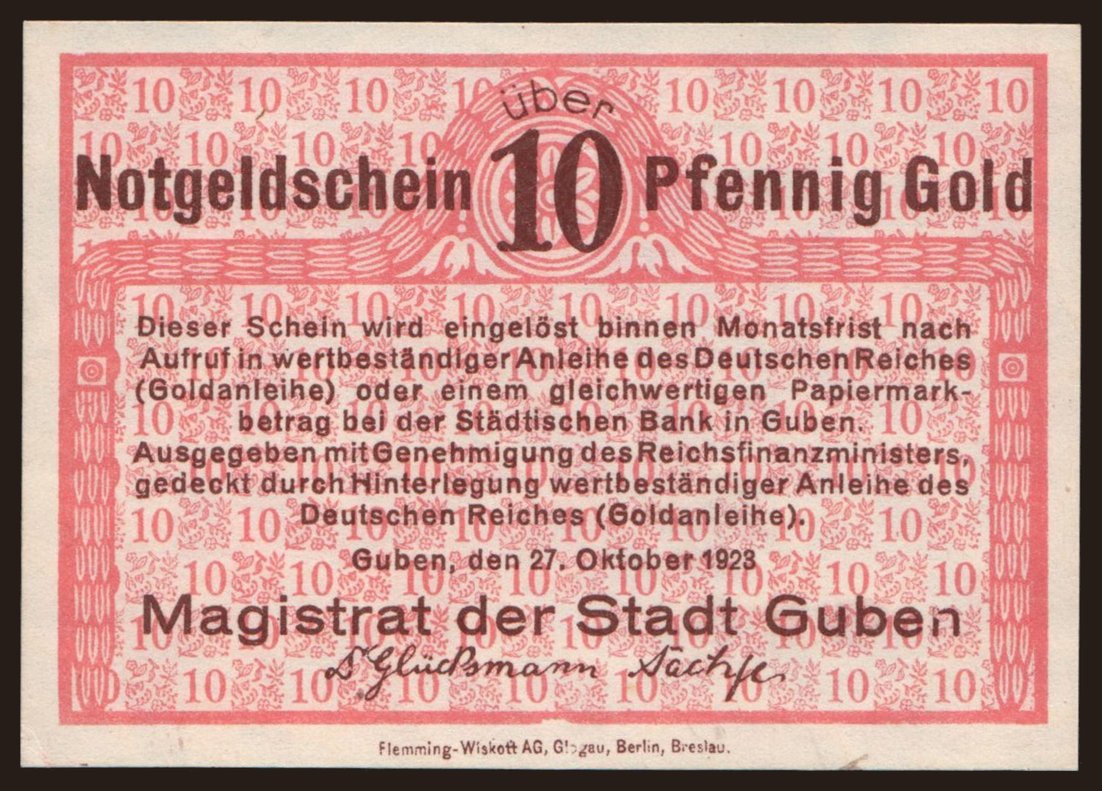 über
Notgeldschein 10 Pfennig Gold
Dieser Schein wird eingelöst binnen Monatsfrist nach
Aufruf in wertbeständiger Anleihe des Deutschen Reiches
(Goldanleihe) oder einem gleichwertigen Papiermark-
betrag bei der Städtischen Bank in Guben.
Ausgegeben mit Genehmigung des Reichsfinanzministers,
gedeckt durch Hinterlegung wertbeständiger Anleihe des
Deutschen Reiches (Goldanleihe).
Guben, den 27. Oktober 1923
Magistrat der Stadt Guben
Dr Glücksmann Sachse
Flemming-Wiskott AG, Glogau, Berlin, Breslau.